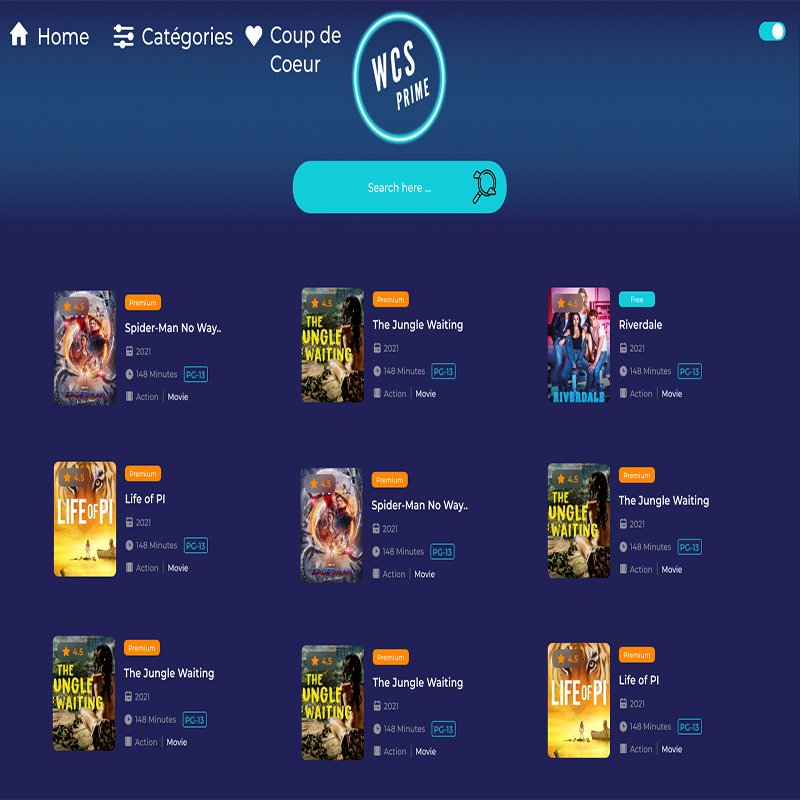 Home
Catégories
Coup de
Coeur
WCS
PRIME
Search here ...
4.5
Premium
Spider-Man No Way..
2021
148 Minutes PG-13
Action Movie
4.5
THE
JUNGLE
WAITING
Premium
The Jungle Waiting
2021
148 Minutes PG-13
Action Movie
4.5
RIVERDALE
Free
Riverdale
2021
148 Minutes PG-13
Action Movie
4.5
LIFE OF PI
Premium
Life of PI
2021
148 Minutes PG-13
Action Movie
4.5
Premium
Spider-Man No Way..
2021
148 Minutes PG-13
Action Movie
4.5
THE
JUNGLE
WAITING
Premium
The Jungle Waiting
2021
148 Minutes PG-13
Action Movie
4.5
THE
JUNGLE
WAITING
Premium
The Jungle Waiting
2021
148 Minutes PG-13
Action Movie
4.5
THE
JUNGLE
WAITING
Premium
The Jungle Waiting
2021
148 Minutes PG-13
Action Movie
4.5
LIFE OF PI
Premium
Life of PI
2021
148 Minutes PG-13
Action Movie